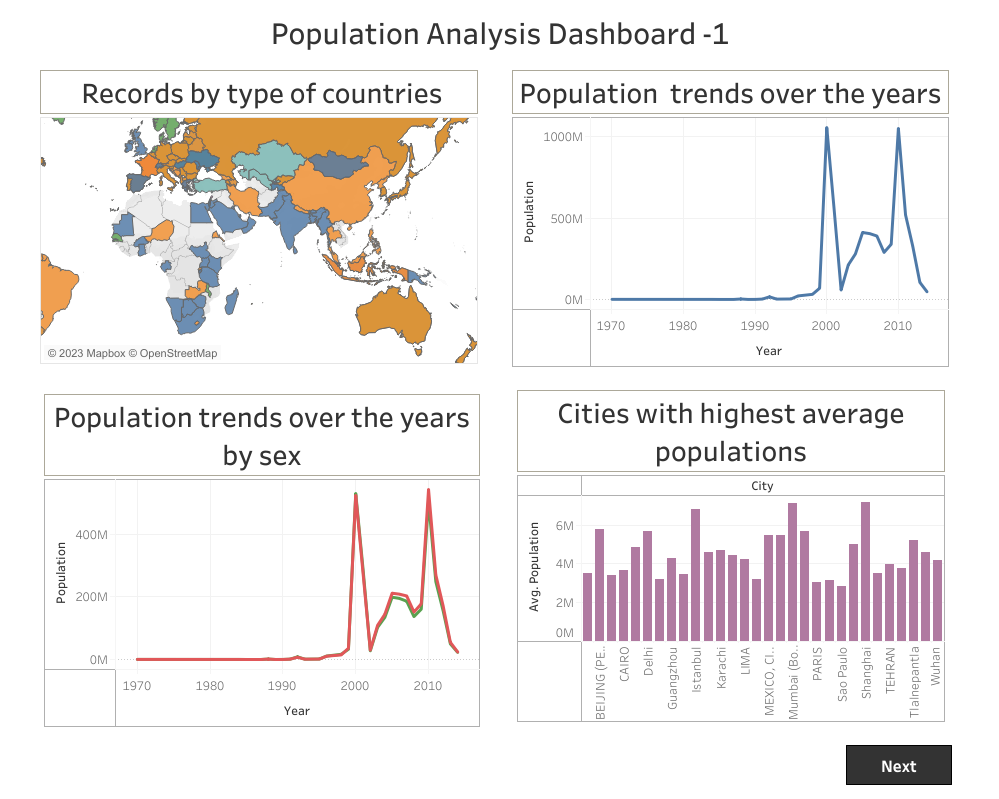 Population Analysis Dashboard -1
Records by type of countries
© 2023 Mapbox © OpenStreetMap
Population trends over the years
1000M
500M
0M
Population
1970 1980 1990 2000 2010
Year
Population trends over the years
by sex
400M
200M
0M
Population
1970 1980 1990 2000 2010
Year
Cities with highest average
populations
City
6M
4M
2M
0M
Avg. Population
BEIJING (PE..
CAIRO
Delhi
Guangzhou
Istanbul
Karachi
LIMA
MEXICO, CI..
Mumbai (Bo..
PARIS
Sao Paulo
Shanghai
TEHRAN
Tlalnepantla
Wuhan
Next